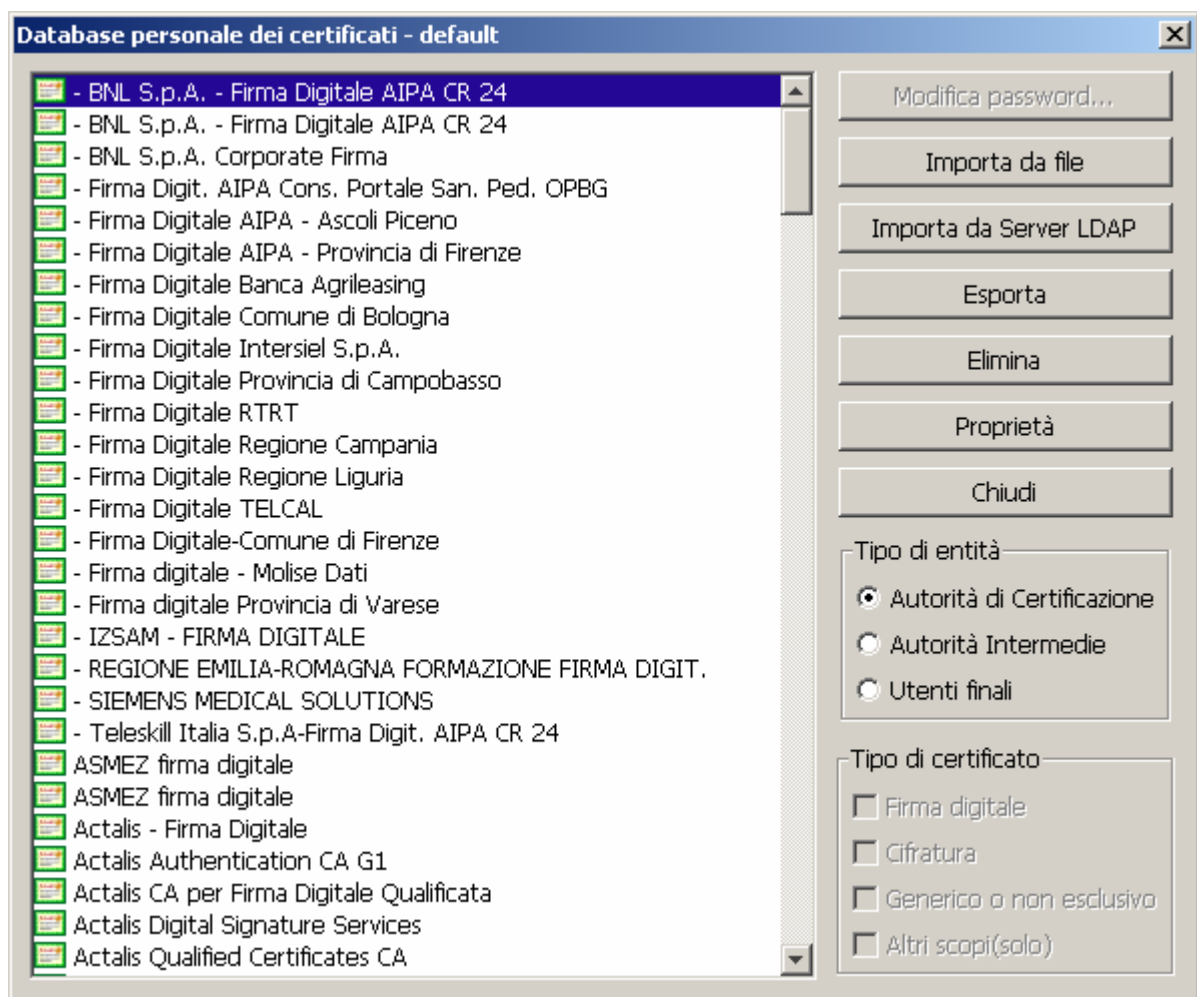 Database personale dei certificati - default
- BNL S.p.A. - Firma Digitale AIPA CR 24
- BNL S.p.A. - Firma Digitale AIPA CR 24
- BNL S.p.A. Corporate Firma
- Firma Digit. AIPA Cons. Portale San. Ped. OPBG
- Firma Digitale AIPA - Ascoli Piceno
- Firma Digitale AIPA - Provincia di Firenze
- Firma Digitale Banca Agrileasing
- Firma Digitale Comune di Bologna
- Firma Digitale Intersiel S.p.A.
- Firma Digitale Provincia di Campobasso
- Firma Digitale RTRT
- Firma Digitale Regione Campania
- Firma Digitale Regione Liguria
- Firma Digitale TELCAL
- Firma Digitale-Comune di Firenze
- Firma digitale - Molise Dati
- Firma digitale Provincia di Varese
- IZSAM - FIRMA DIGITALE
- REGIONE EMILIA-ROMAGNA FORMAZIONE FIRMA DIGIT.
- SIEMENS MEDICAL SOLUTIONS
- Teleskill Italia S.p.A-Firma Digit. AIPA CR 24
ASMEZ firma digitale
ASMEZ firma digitale
Actalis - Firma Digitale
Actalis Authentication CA G1
Actalis CA per Firma Digitale Qualificata
Actalis Digital Signature Services
Actalis Qualified Certificates CA
Modifica password...
Importa da file
Importa da Server LDAP
Esporta
Elimina
Proprietà
Chiudi
Tipo di entità
Autorità di Certificazione
Autorità Intermedie
Utenti finali
Tipo di certificato
Firma digitale
Cifratura
Generico o non esclusivo
Altri scopi(solo)